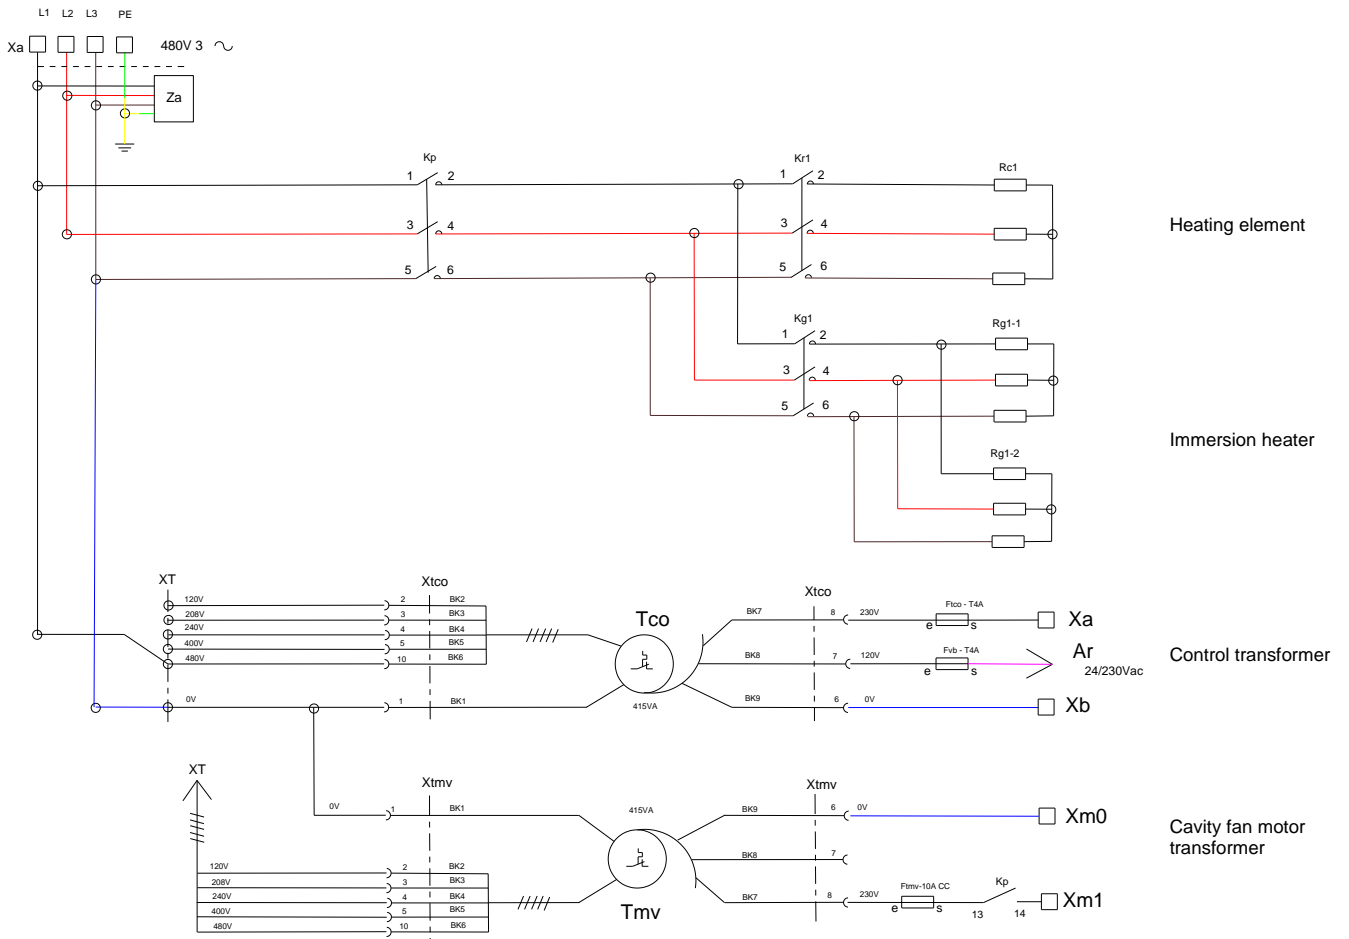 L1 L2 L3 PE
Xa 480V 3
Za
Kp Kr1 Rc1
1 2 1 2
3 4 3 4
Heating element
5 6 5 6
Kg1 Rg1-1
1 2
3 4
5 6
Immersion heater
Rg1-2
XT Xtco Xtco
120V 2 BK2
208V 3 BK3
240V 4 BK4
400V 5 BK5
480V 10 BK6
0V 1 BK1
Tco
415VA
BK7 8 230V Ftco - T4A e s Xa
BK8 7 120V Fvb - T4A e s Ar
24/230Vac
Control transformer
BK9 6 0V Xb
XT Xtmv Xtmv
0V 1 BK1 415VA BK9 6 0V Xm0
Cavity fan motor
transformer
BK8 7
120V 2 BK2
208V 3 BK3
240V 4 BK4
400V 5 BK5
480V 10 BK6
Tmv
BK7 8 230V Ftmv-10A CC e s Kp 13 14 Xm1